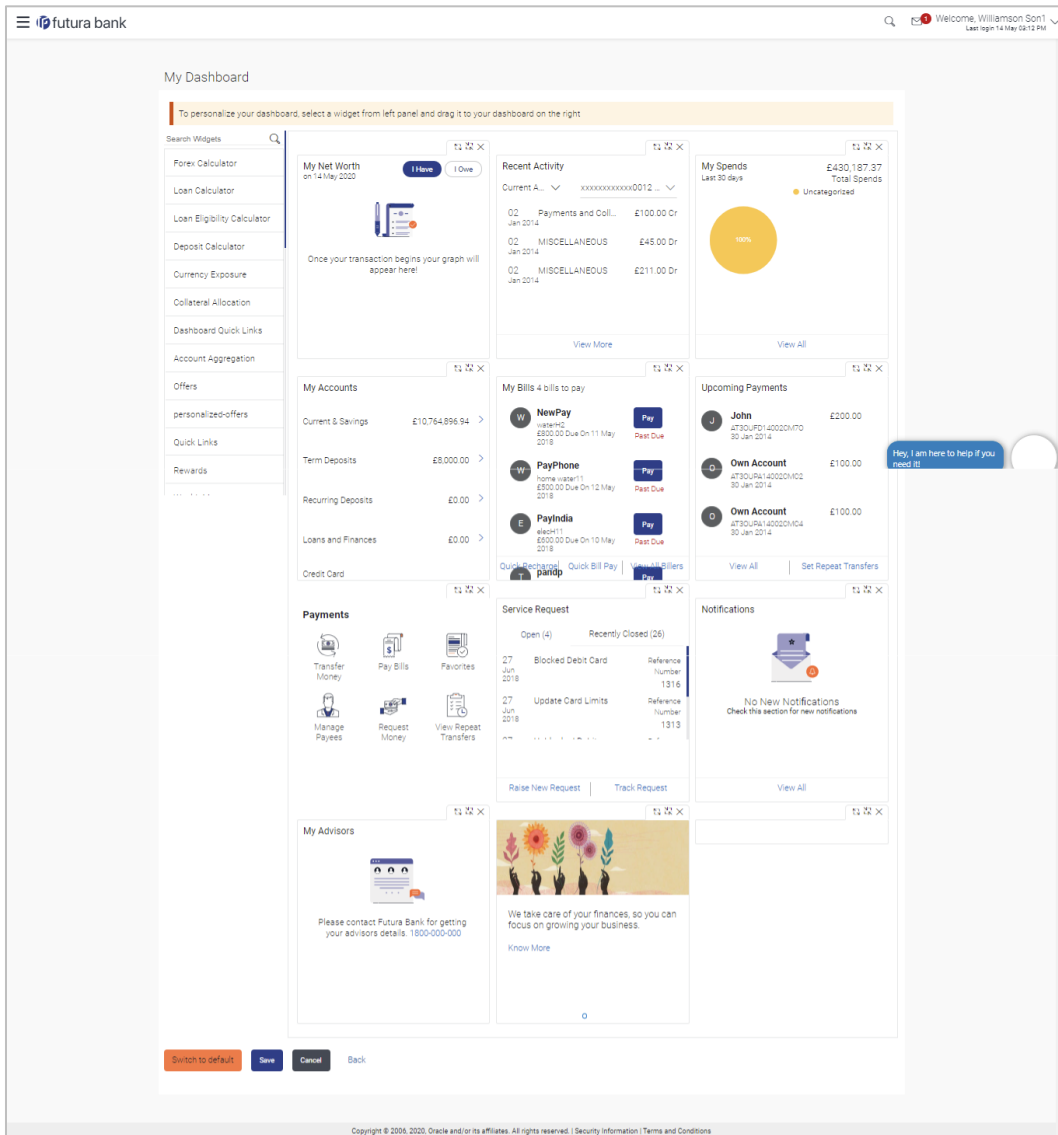 futura bank
1
Welcome, Williamson Son1
Last login 14 May 03:12 PM
My Dashboard
To personalize your dashboard, select a widget from left panel and drag it to your dashboard on the right
Search Widgets
Forex Calculator
Loan Calculator
Loan Eligibility Calculator
Deposit Calculator
Currency Exposure
Collateral Allocation
Dashboard Quick Links
Account Aggregation
Offers
personalized-offers
Quick Links
Rewards
My Net Worth
on 14 May 2020
I Have
I Owe
Once your transaction begins your graph will
appear here!
Recent Activity
Current A...
xxxxxxxxxxxx0012 ...
02 Payments and Coll... £100.00 Cr
Jan 2014
02 MISCELLANEOUS £45.00 Dr
Jan 2014
02 MISCELLANEOUS £211.00 Dr
Jan 2014
View More
My Spends
Last 30 days
£430,187.37
Total Spends
Uncategorized
100%
View All
My Accounts
Current & Savings £10,764,896.94
Term Deposits £8,000.00
Recurring Deposits £0.00
Loans and Finances £0.00
Credit Card
My Bills 4 bills to pay
W NewPay Pay
waterH2
£800.00 Due On 11 May
2018
Past Due
W PayPhone Pay
home water11
£500.00 Due On 12 May
2018
Past Due
E PayIndia Pay
elecH11
£600.00 Due On 10 May
2018
Past Due
Quick Recharge Quick Bill Pay View All Billers
T pandp Pay
Upcoming Payments
J John £200.00
AT3OUFD14002OM7O
30 Jan 2014
O Own Account £100.00
AT3OUPA14002OMO2
30 Jan 2014
O Own Account £100.00
AT3OUPA14002OMO4
30 Jan 2014
View All Set Repeat Transfers
Hey, I am here to help if you
need it!
Payments
Transfer
Money
Pay Bills
Favorites
Manage
Payees
Request
Money
View Repeat
Transfers
Service Request
Open (4) Recently Closed (26)
27 Blocked Debit Card Reference
Jun Number
2018 1316
27 Update Card Limits Reference
Jun Number
2018 1313
Raise New Request Track Request
Notifications
No New Notifications
Check this section for new notifications
View All
My Advisors
Please contact Futura Bank for getting
your advisors details. 1800-000-000
We take care of your finances, so you can
focus on growing your business.
Know More
Switch to default
Save
Cancel
Back
Copyright © 2006, 2020, Oracle and/or its affiliates. All rights reserved. | Security Information | Terms and Conditions